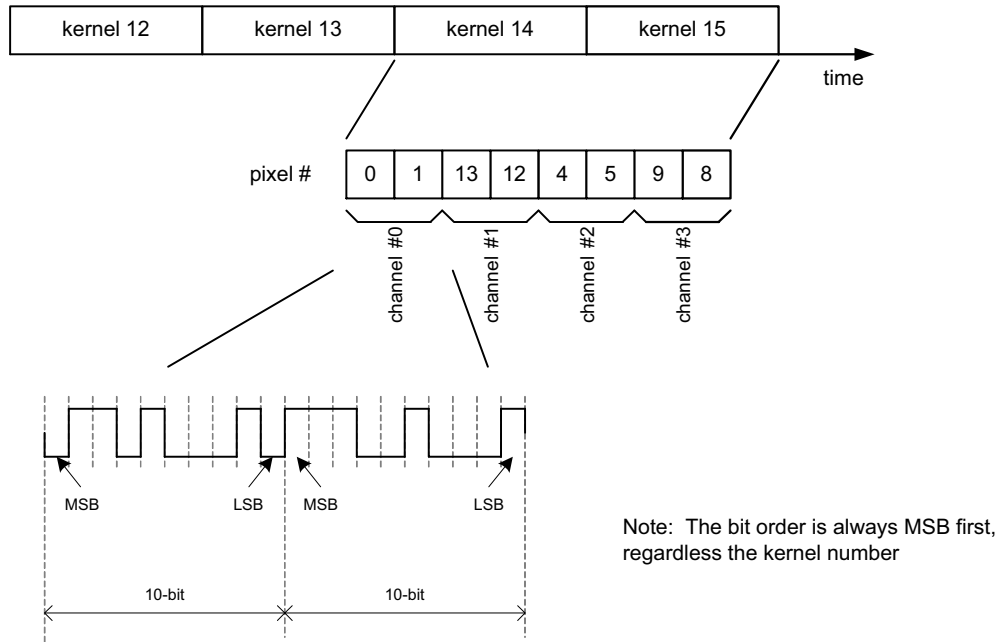 kernel 12 kernel 13 kernel 14 kernel 15
time
pixel # 0 1 13 12 4 5 9 8
channel #0 channel #1 channel #2 channel #3
MSB LSB MSB LSB
Note: The bit order is always MSB first,
regardless the kernel number
10-bit 10-bit